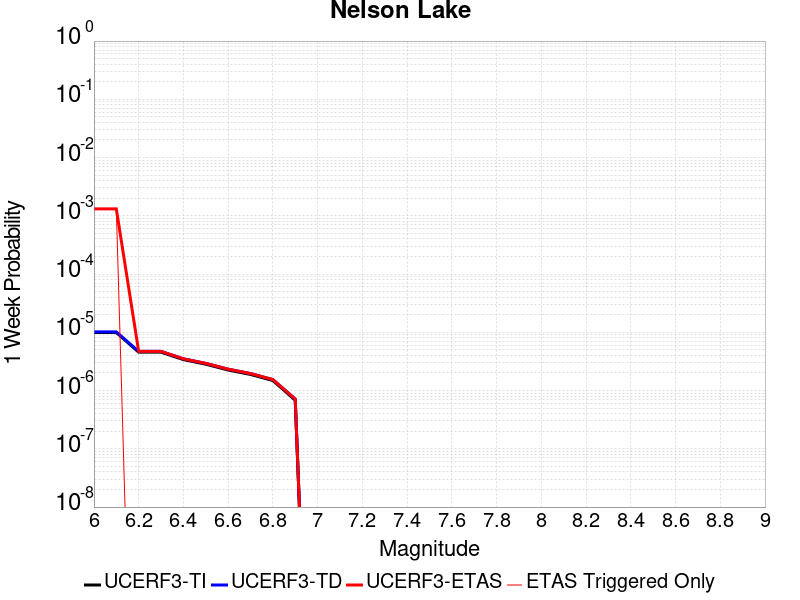 Nelson Lake
10^0
10^-1
10^-2
10^-3
10^-4
10^-5
10^-6
10^-7
10^-8
1 Week Probability
6 6.2 6.4 6.6 6.8 7 7.2 7.4 7.6 7.8 8 8.2 8.4 8.6 8.8 9
Magnitude
UCERF3-TI UCERF3-TD UCERF3-ETAS ETAS Triggered Only